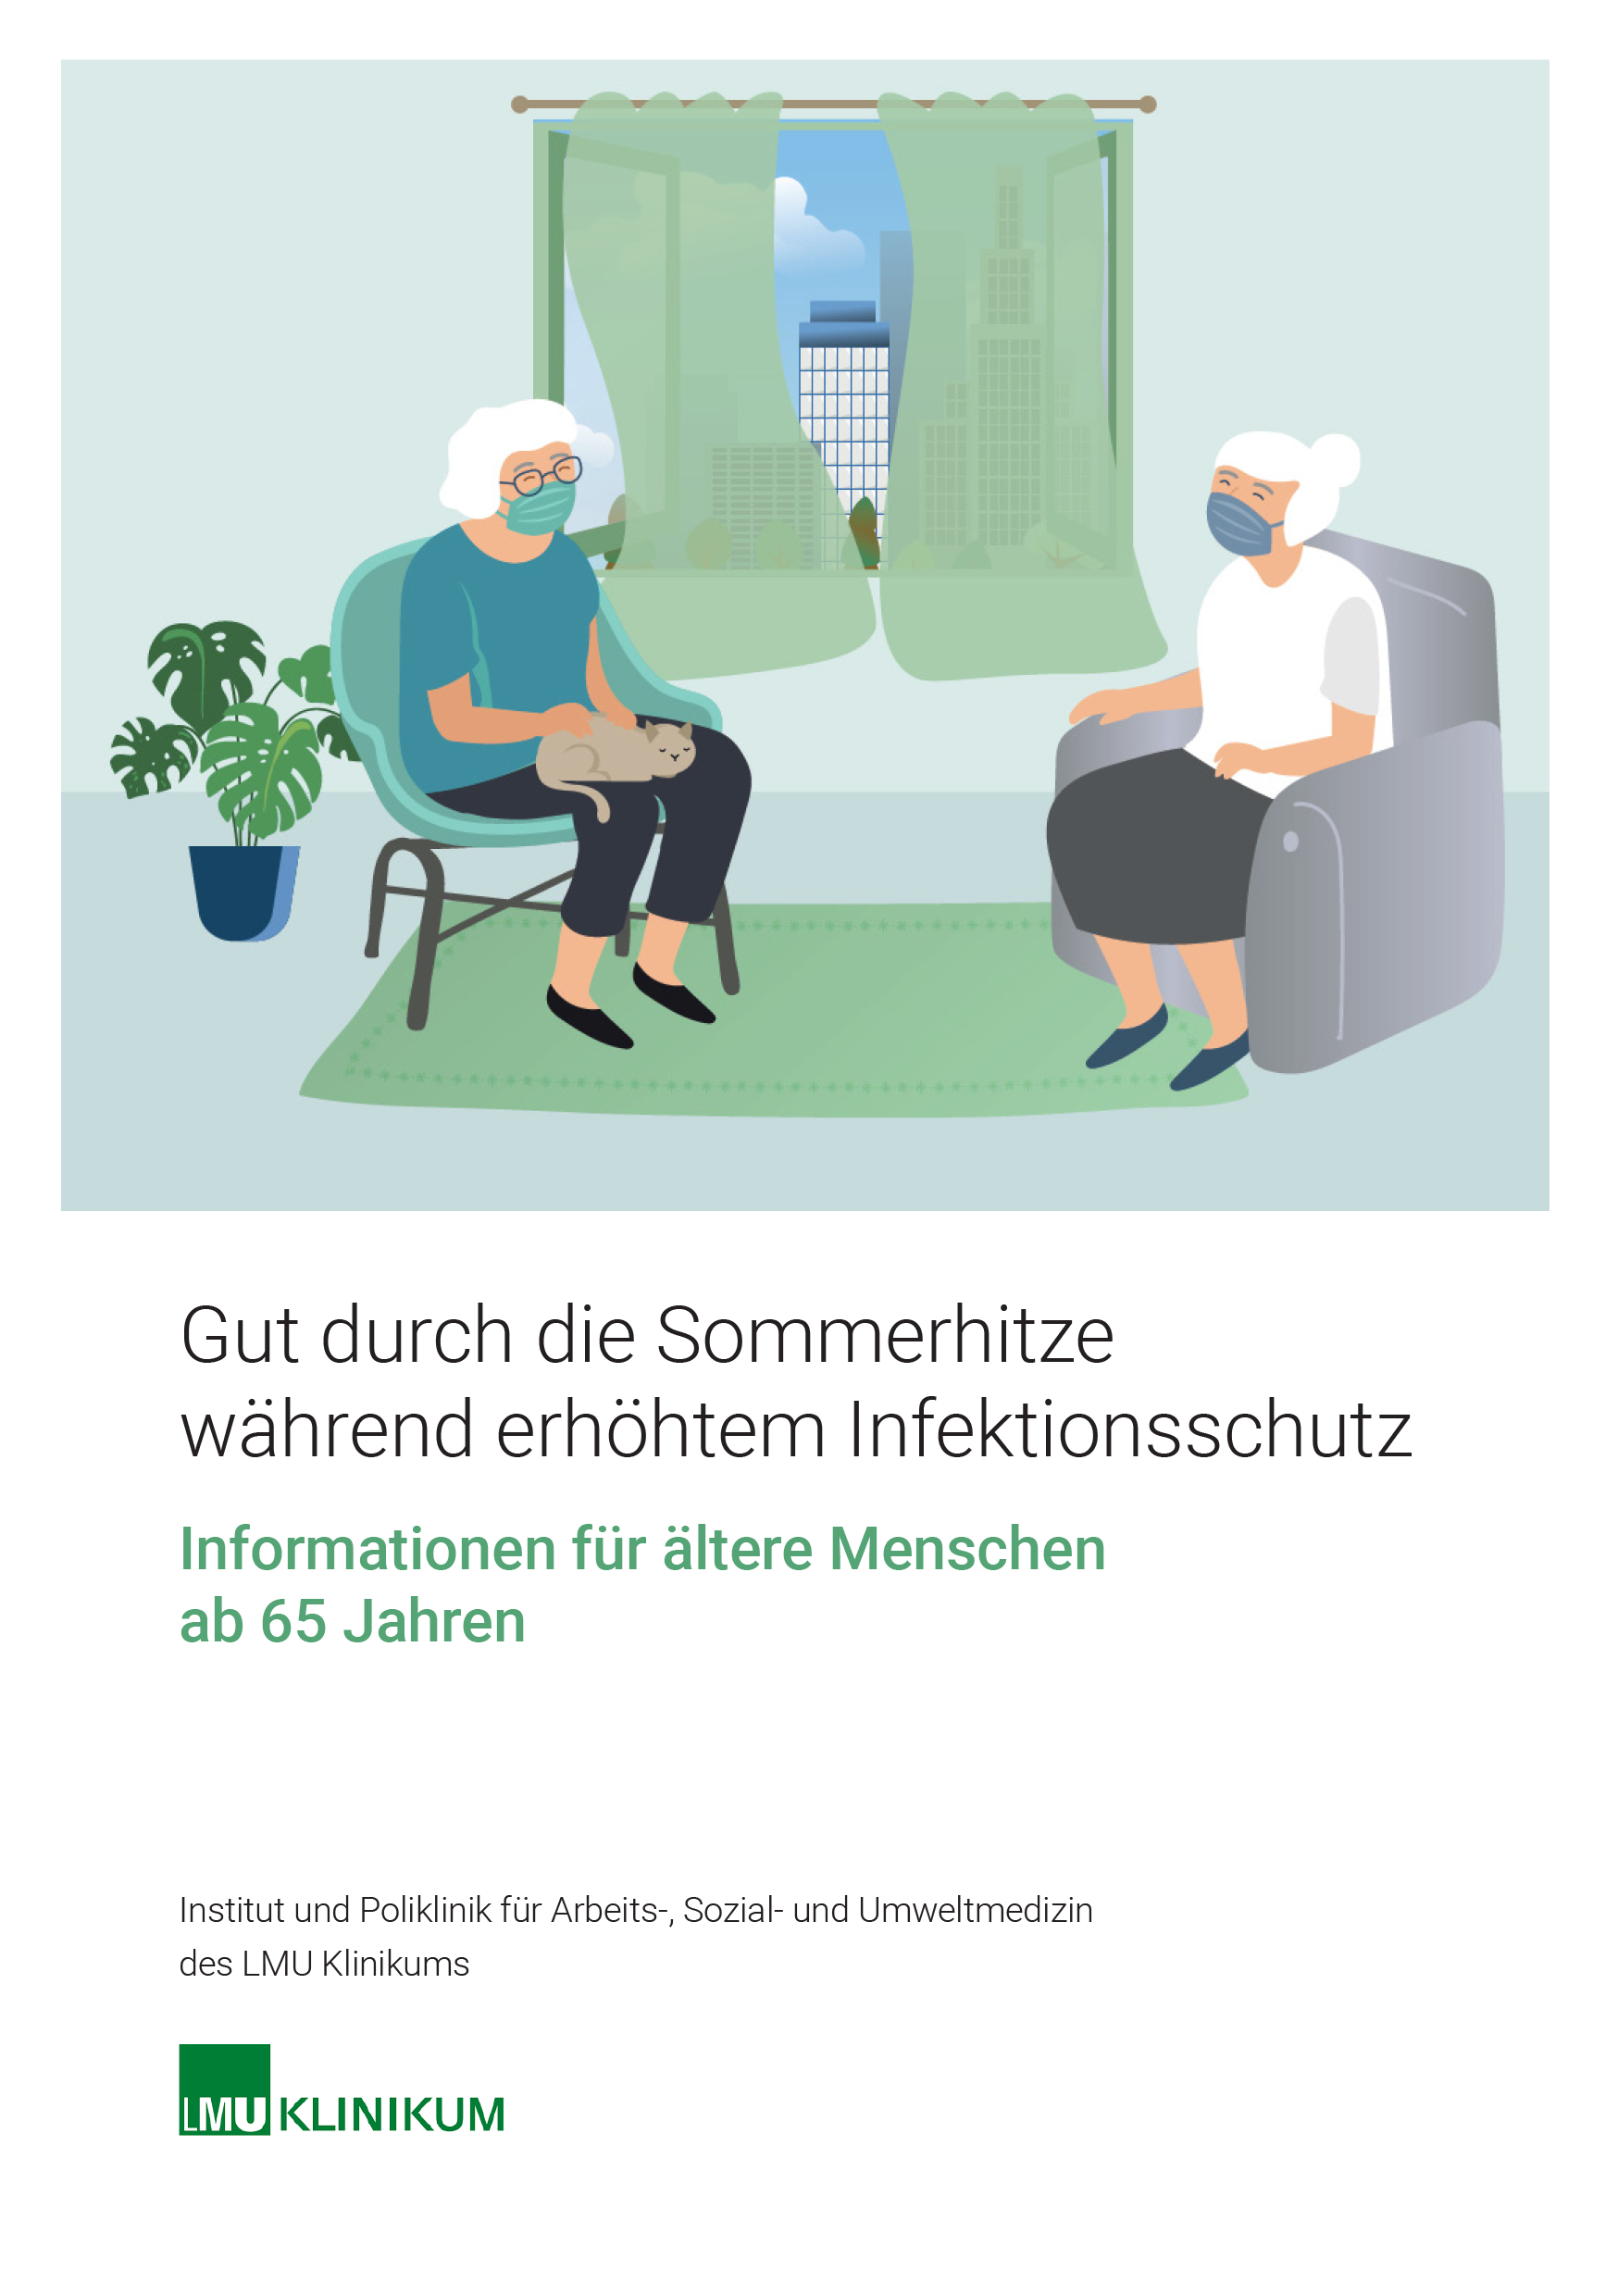 Gut durch die Sommerhitze
während erhöhtem Infektionsschutz
Informationen für ältere Menschen
ab 65 Jahren
Institut und Poliklinik für Arbeits-, Sozial- und Umweltmedizin
des LMU Klinikums
LMU KLINIKUM